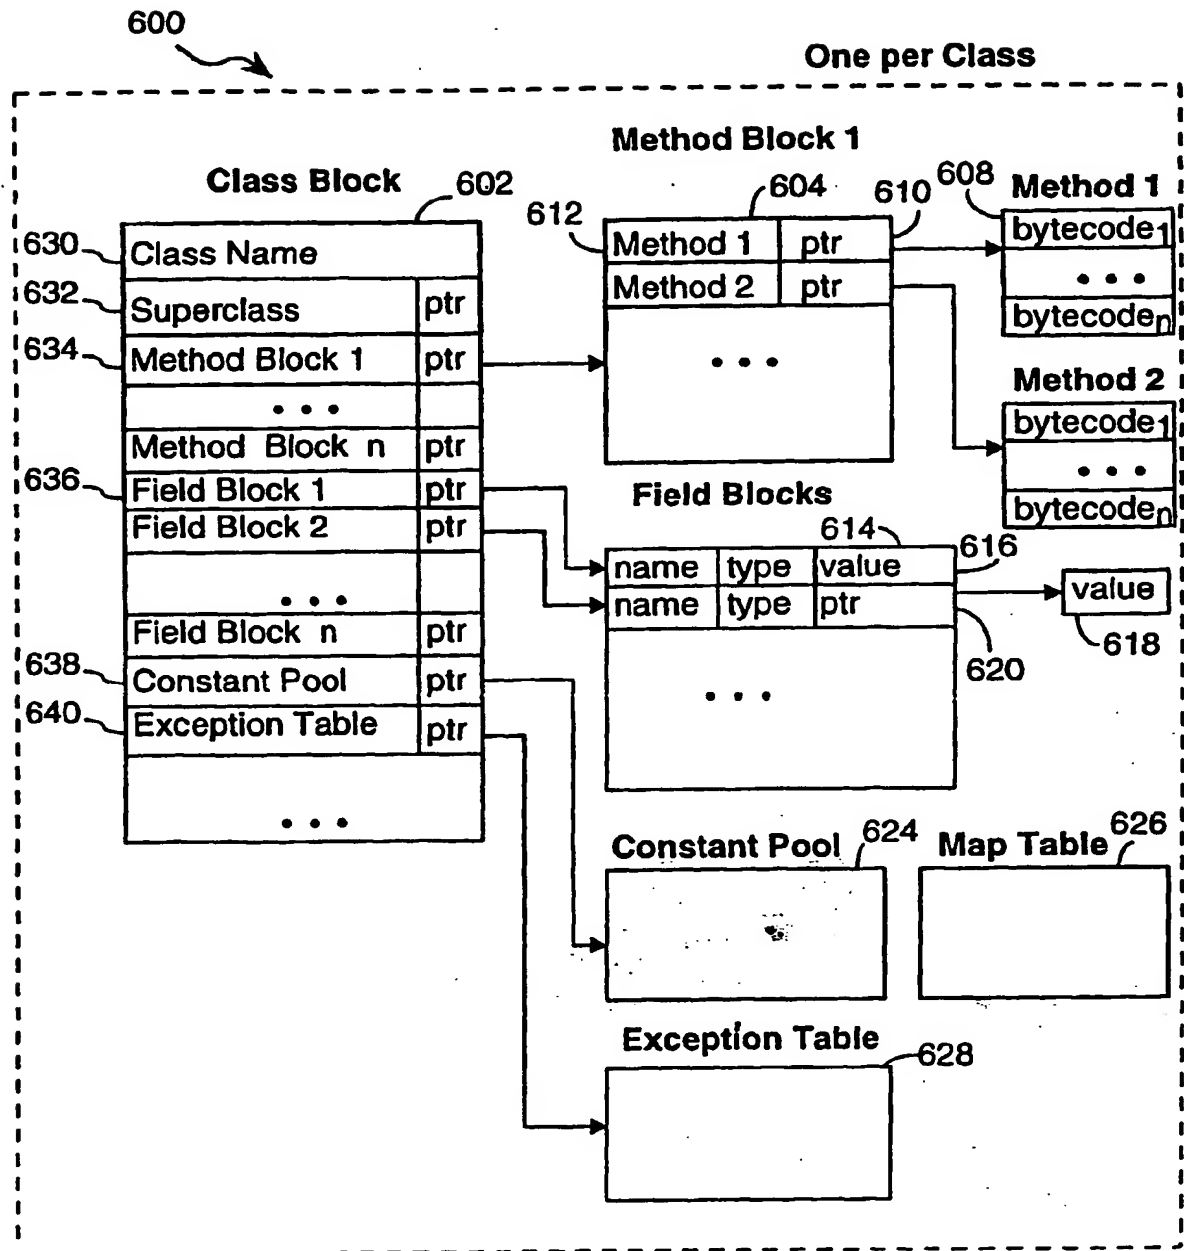 600
One per Class
Class Block
602
630
Class Name
632
Superclass ptr
634
Method Block 1 ptr
• • •
Method Block n ptr
636
Field Block 1 ptr
Field Block 2 ptr
• • •
Field Block n ptr
638
Constant Pool ptr
640
Exception Table ptr
• • •
Method Block 1
604
610
612
Method 1 ptr
Method 2 ptr
• • •
608
Method 1
bytecode1
• • •
bytecoden
Method 2
bytecode1
• • •
bytecoden
Field Blocks
614
616
name type value
name type ptr
620
• • •
value
618
Constant Pool
624
Map Table
626
Exception Table
628